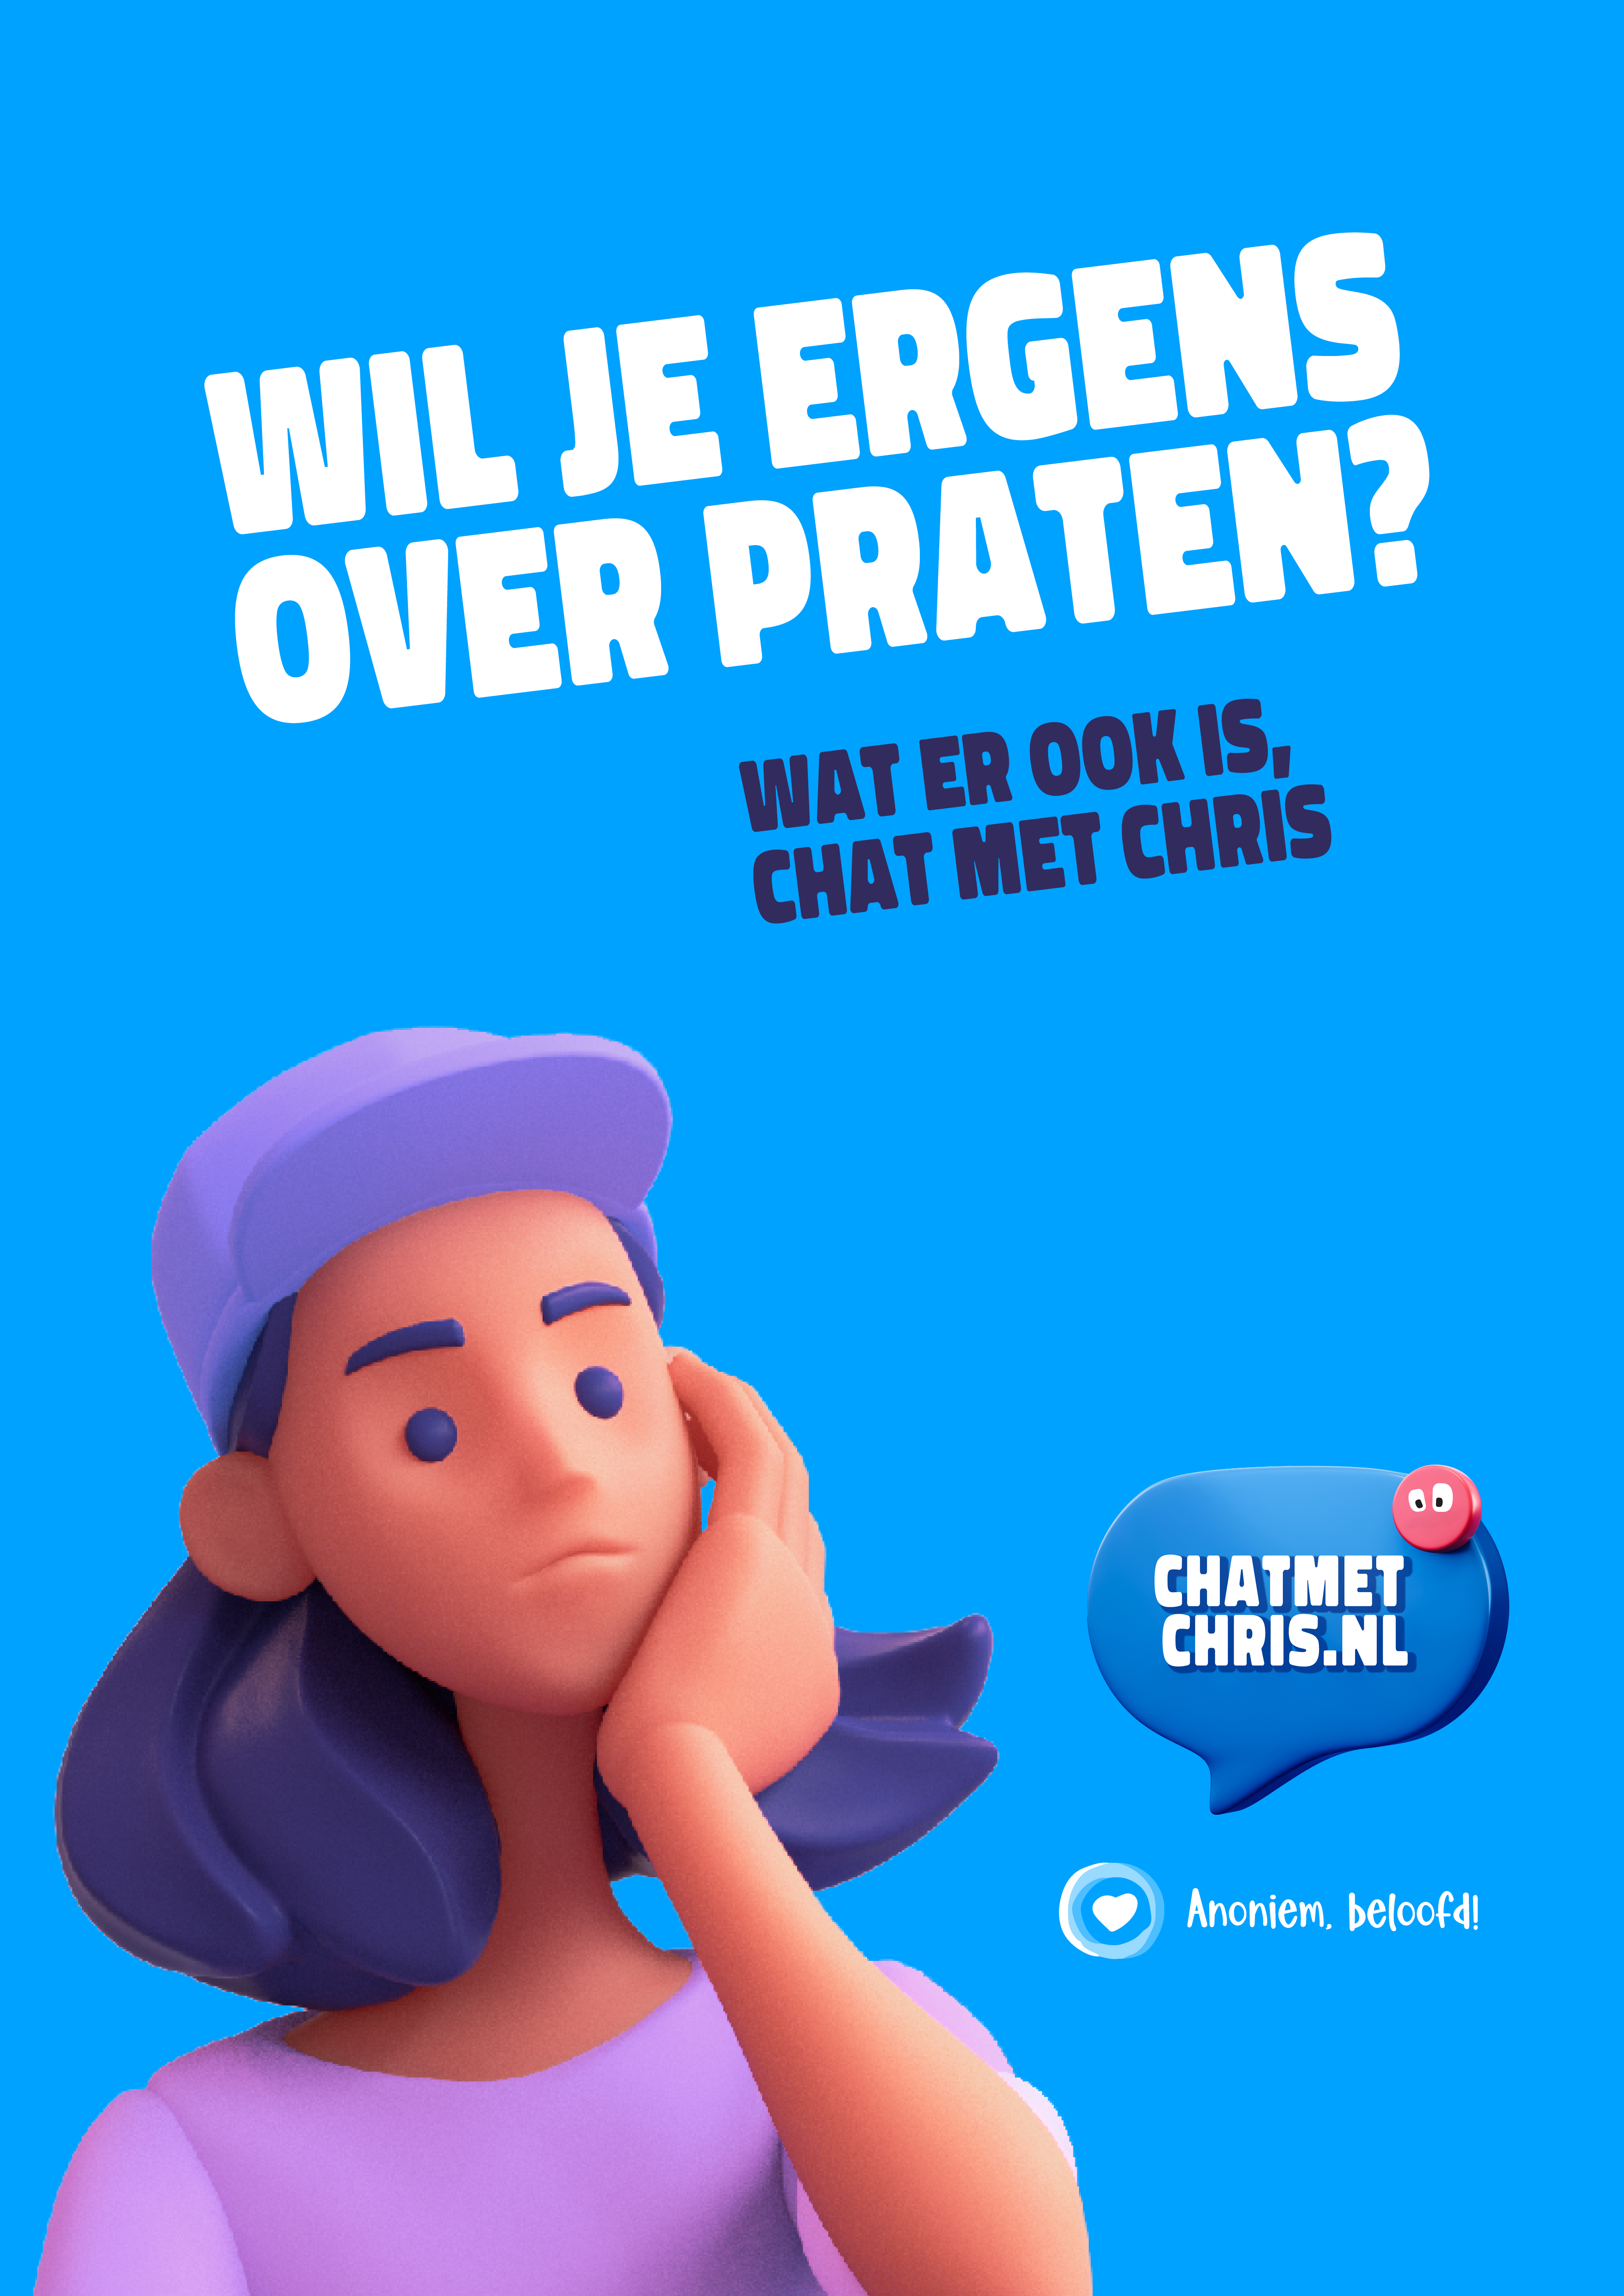 WIL JE ERGENS
OVER PRATEN?
WAT ER OOK IS,
CHAT MET CHRIS
CHATMET
CHRIS.NL
Anoniem, beloofd!